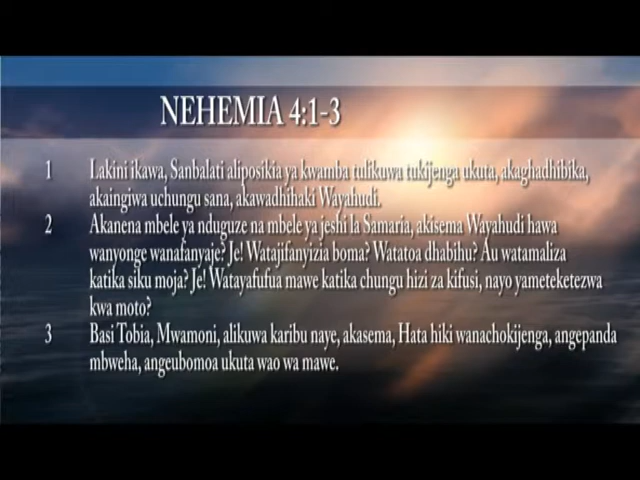 NEHEMIA 4:1-3
1 Lakini ikawa, Sanbalati aliposikia ya kwamba tulikuwa tukijenga ukuta, akaghadhibika,
akaingiwa uchungu sana, akawadhihaki Wayahudi.
2 Akanena mbele ya nduguze na mbele ya jeshi la Samaria, akisema Wayahudi hawa
wanyonge wanafanyaje? Je! Watajifanyizia boma? Watatoa dhabihu? Au watamaliza
katika siku moja? Je! Watayafufua mawe katika chungu hizi za kifusi, nayo yameteketezwa
kwa moto?
3 Basi Tobia, Mwamoni, alikuwa karibu naye, akasema, Hata hiki wanachokijenga, angepanda
mbweha, angeubomoa ukuta wao wa mawe.